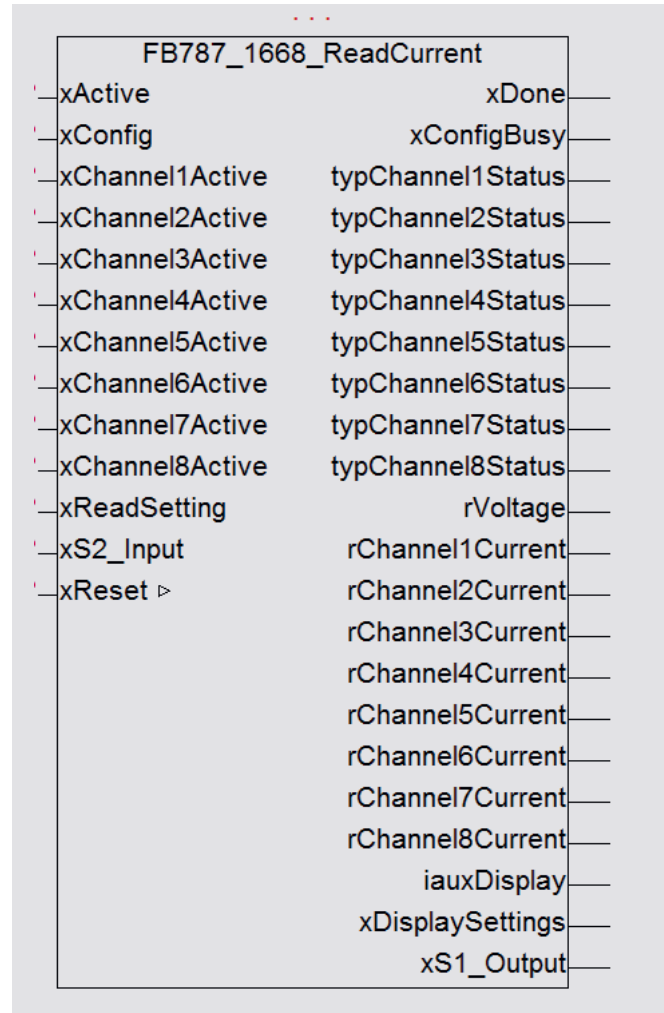 FB787_1668_ReadCurrent
xActive xDone
xConfig xConfigBusy
xChannel1Active typChannel1Status
xChannel2Active typChannel2Status
xChannel3Active typChannel3Status
xChannel4Active typChannel4Status
xChannel5Active typChannel5Status
xChannel6Active typChannel6Status
xChannel7Active typChannel7Status
xChannel8Active typChannel8Status
xReadSetting rVoltage
xS2_Input rChannel1Current
xReset ▹ rChannel2Current
rChannel3Current
rChannel4Current
rChannel5Current
rChannel6Current
rChannel7Current
rChannel8Current
iauxDisplay
xDisplaySettings
xS1_Output